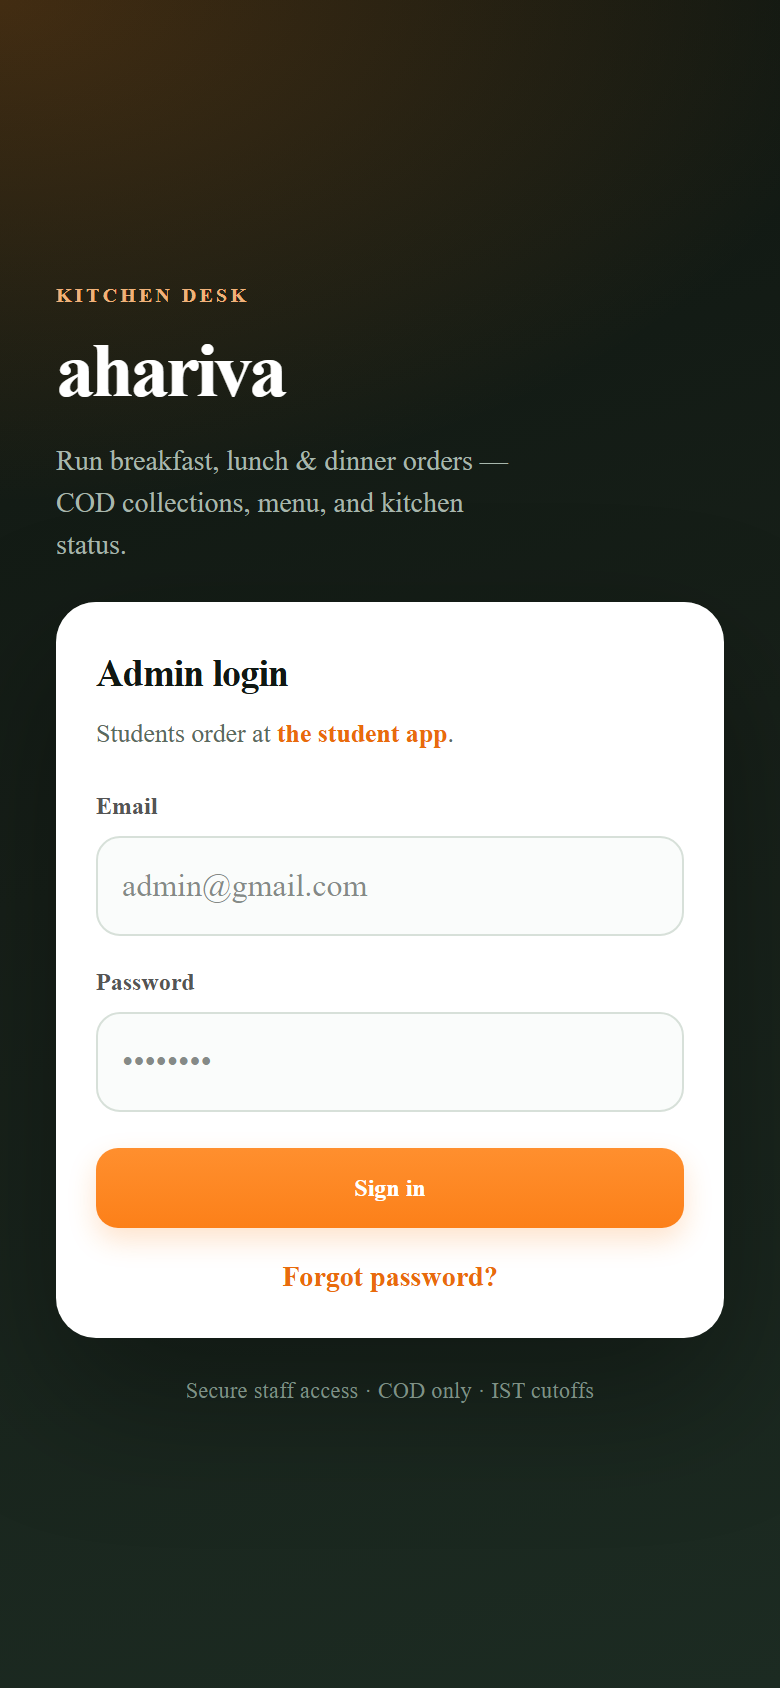 KITCHEN DESK
ahariva
Run breakfast, lunch & dinner orders —
COD collections, menu, and kitchen
status.
Admin login
Students order at the student app.
Email
admin@gmail.com
Password
••••••••
Sign in
Forgot password?
Secure staff access · COD only · IST cutoffs